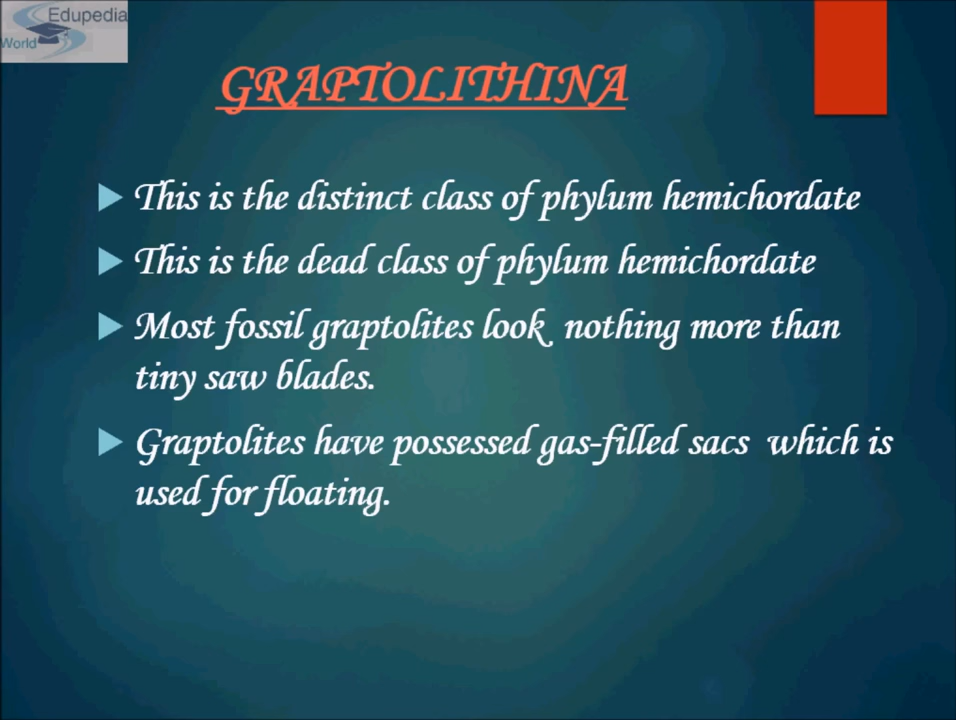 Edupedia
World
GRAPTOLITHINA
This is the distinct class of phylum hemichordate
This is the dead class of phylum hemichordate
Most fossil graptolites look nothing more than
tiny saw blades.
Graptolites have possessed gas-filled sacs which is
used for floating.